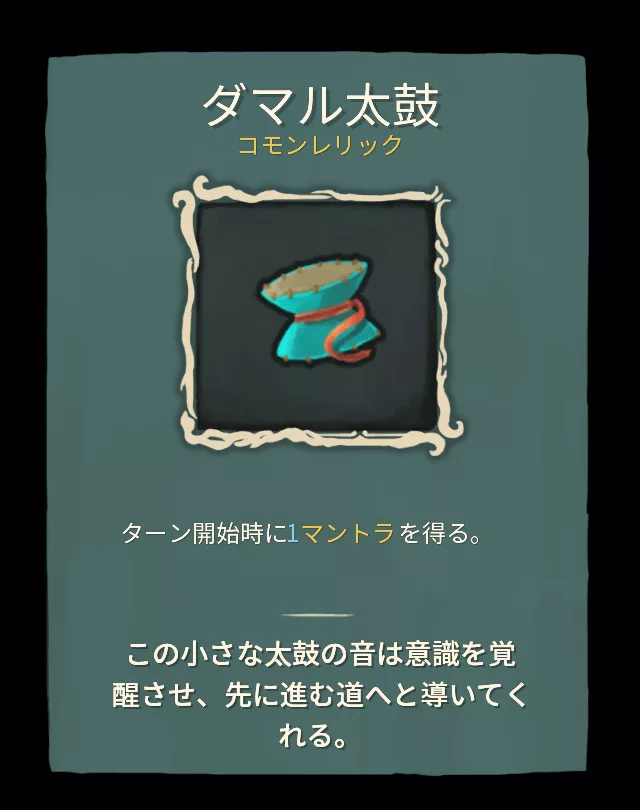 ダマル太鼓
コモンレリック
ターン開始時に1マントラを得る。
この小さな太鼓の音は意識を覚
醒させ、先に進む道へと導いてく
れる。